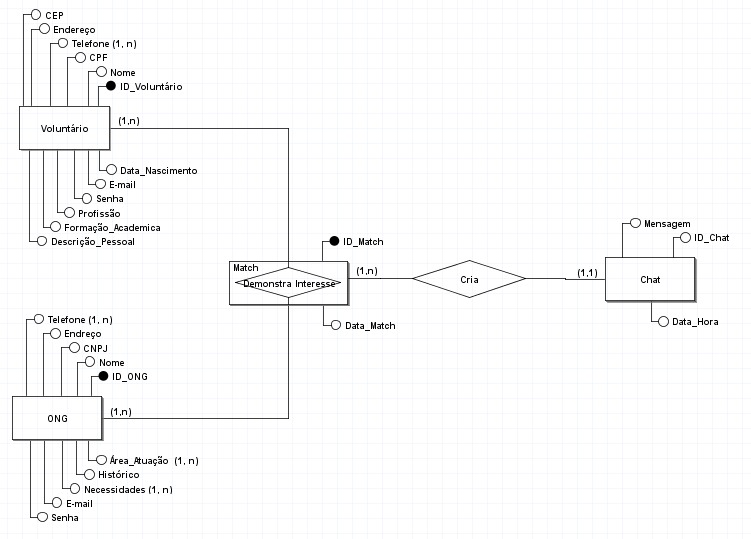 CEP
Endereço
Telefone (1, n)
CPF
Nome
ID_Voluntário
Voluntário
(1,n)
Data_Nascimento
E-mail
Senha
Profissão
Formação_Academica
Descrição_Pessoal
ID_Match
Match
Demonstra Interesse
(1,n)
Cria
(1,1)
Mensagem
ID_Chat
Chat
Data_Match
Data_Hora
Telefone (1, n)
Endreço
CNPJ
Nome
ID_ONG
ONG
(1,n)
Área_Atuação (1, n)
Histórico
Necessidades (1, n)
E-mail
Senha